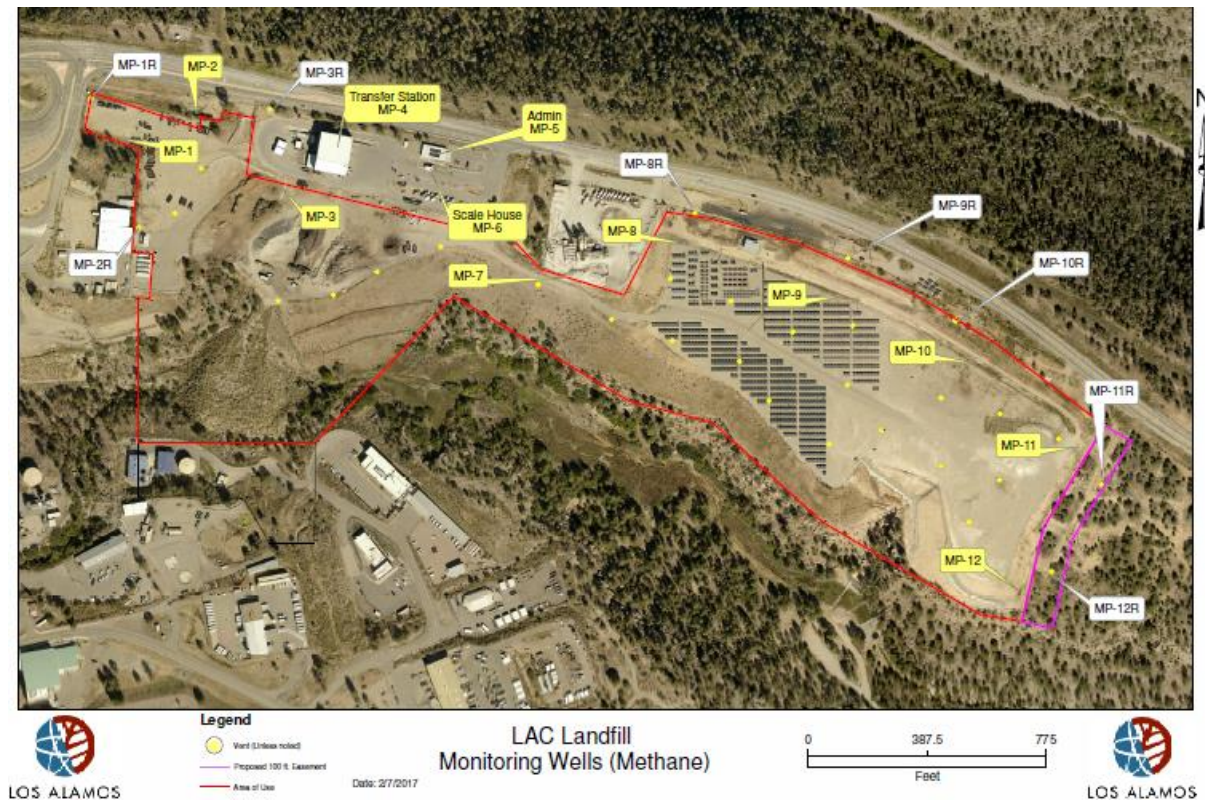 MP-1R
MP-2
MP-3R
Transfer Station
MP-4
Admin
MP-5
N
MP-1
MP-3
MP-8R
MP-9R
Scale House
MP-6
MP-8
MP-2R
MP-7
MP-9
MP-10R
MP-10
MP-11R
MP-11
MP-12
MP-12R
Legend
Vent (Unless noted)
Proposed 100 ft. Easement
Area of Use
Date: 2/7/2017
LAC Landfill
Monitoring Wells (Methane)
0 387.5 775
Feet
LOS ALAMOS
LOS ALAMOS